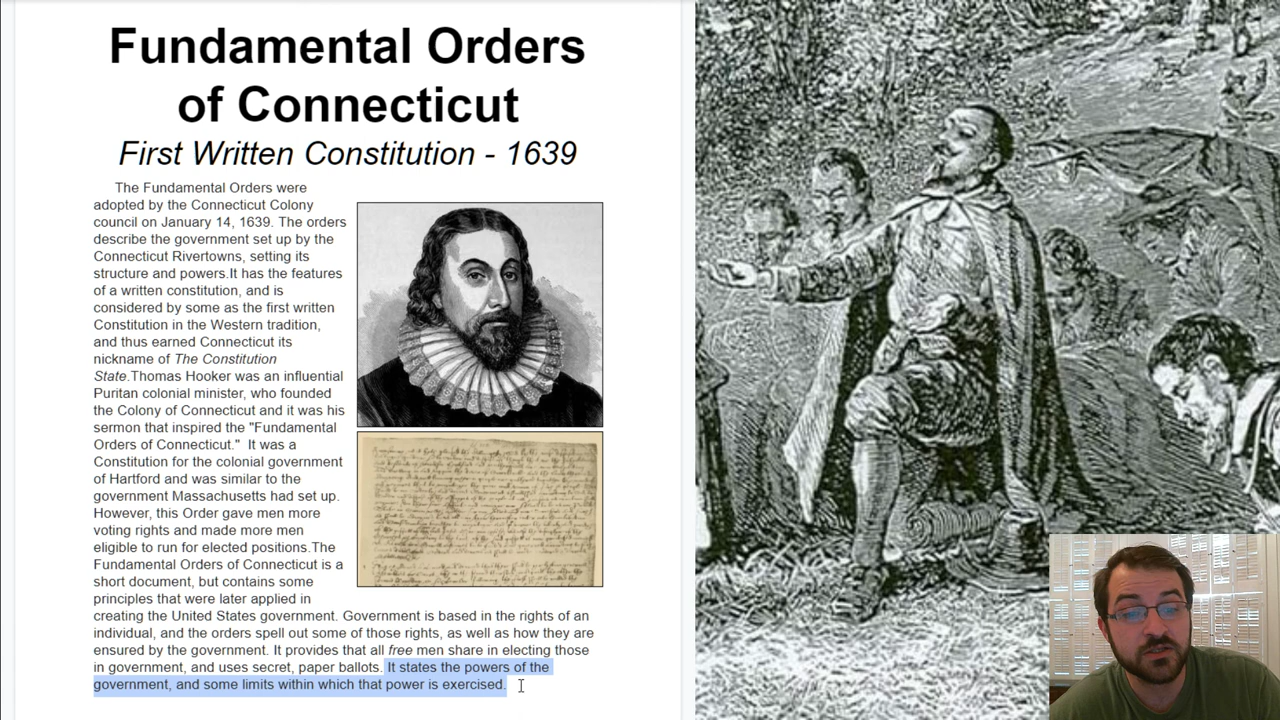 Fundamental Orders
of Connecticut
First Written Constitution - 1639
The Fundamental Orders were
adopted by the Connecticut Colony
council on January 14, 1639. The orders
describe the government set up by the
Connecticut Rivertowns, setting its
structure and powers.It has the features
of a written constitution, and is
considered by some as the first written
Constitution in the Western tradition,
and thus earned Connecticut its
nickname of The Constitution
State.Thomas Hooker was an influential
Puritan colonial minister, who founded
the Colony of Connecticut and it was his
sermon that inspired the "Fundamental
Orders of Connecticut." It was a
Constitution for the colonial government
of Hartford and was similar to the
government Massachusetts had set up.
However, this Order gave men more
voting rights and made more men
eligible to run for elected positions.The
Fundamental Orders of Connecticut is a
short document, but contains some
principles that were later applied in
creating the United States government. Government is based in the rights of an
individual, and the orders spell out some of those rights, as well as how they are
ensured by the government. It provides that all free men share in electing those
in government, and uses secret, paper ballots. It states the powers of the
government, and some limits within which that power is exercised.